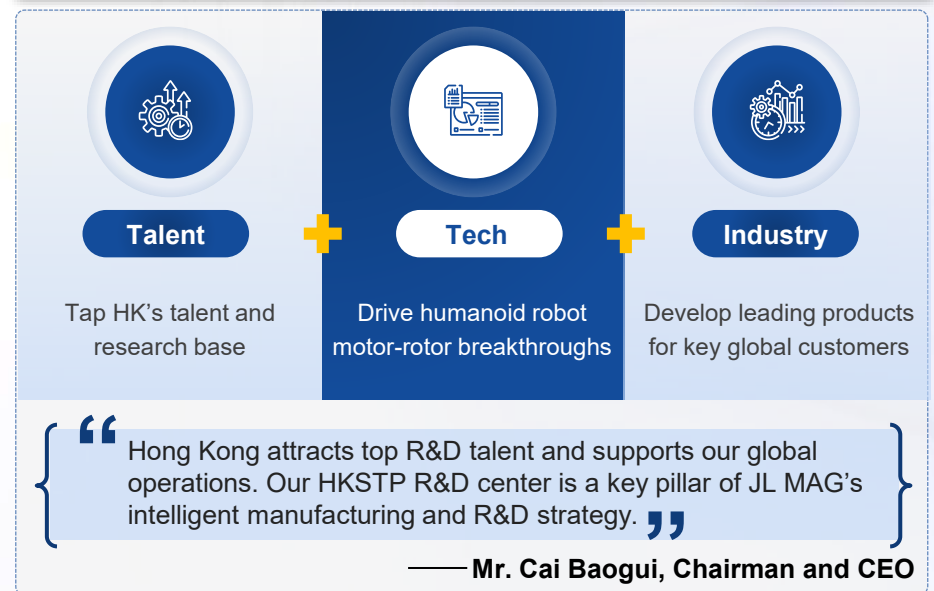 Talent
Tech
Industry
Tap HK’s talent and
research base
Drive humanoid robot
motor-rotor breakthroughs
Develop leading products
for key global customers
“
Hong Kong attracts top R&D talent and supports our global
operations. Our HKSTP R&D center is a key pillar of JL MAG’s
intelligent manufacturing and R&D strategy. ”
——Mr. Cai Baogui, Chairman and CEO